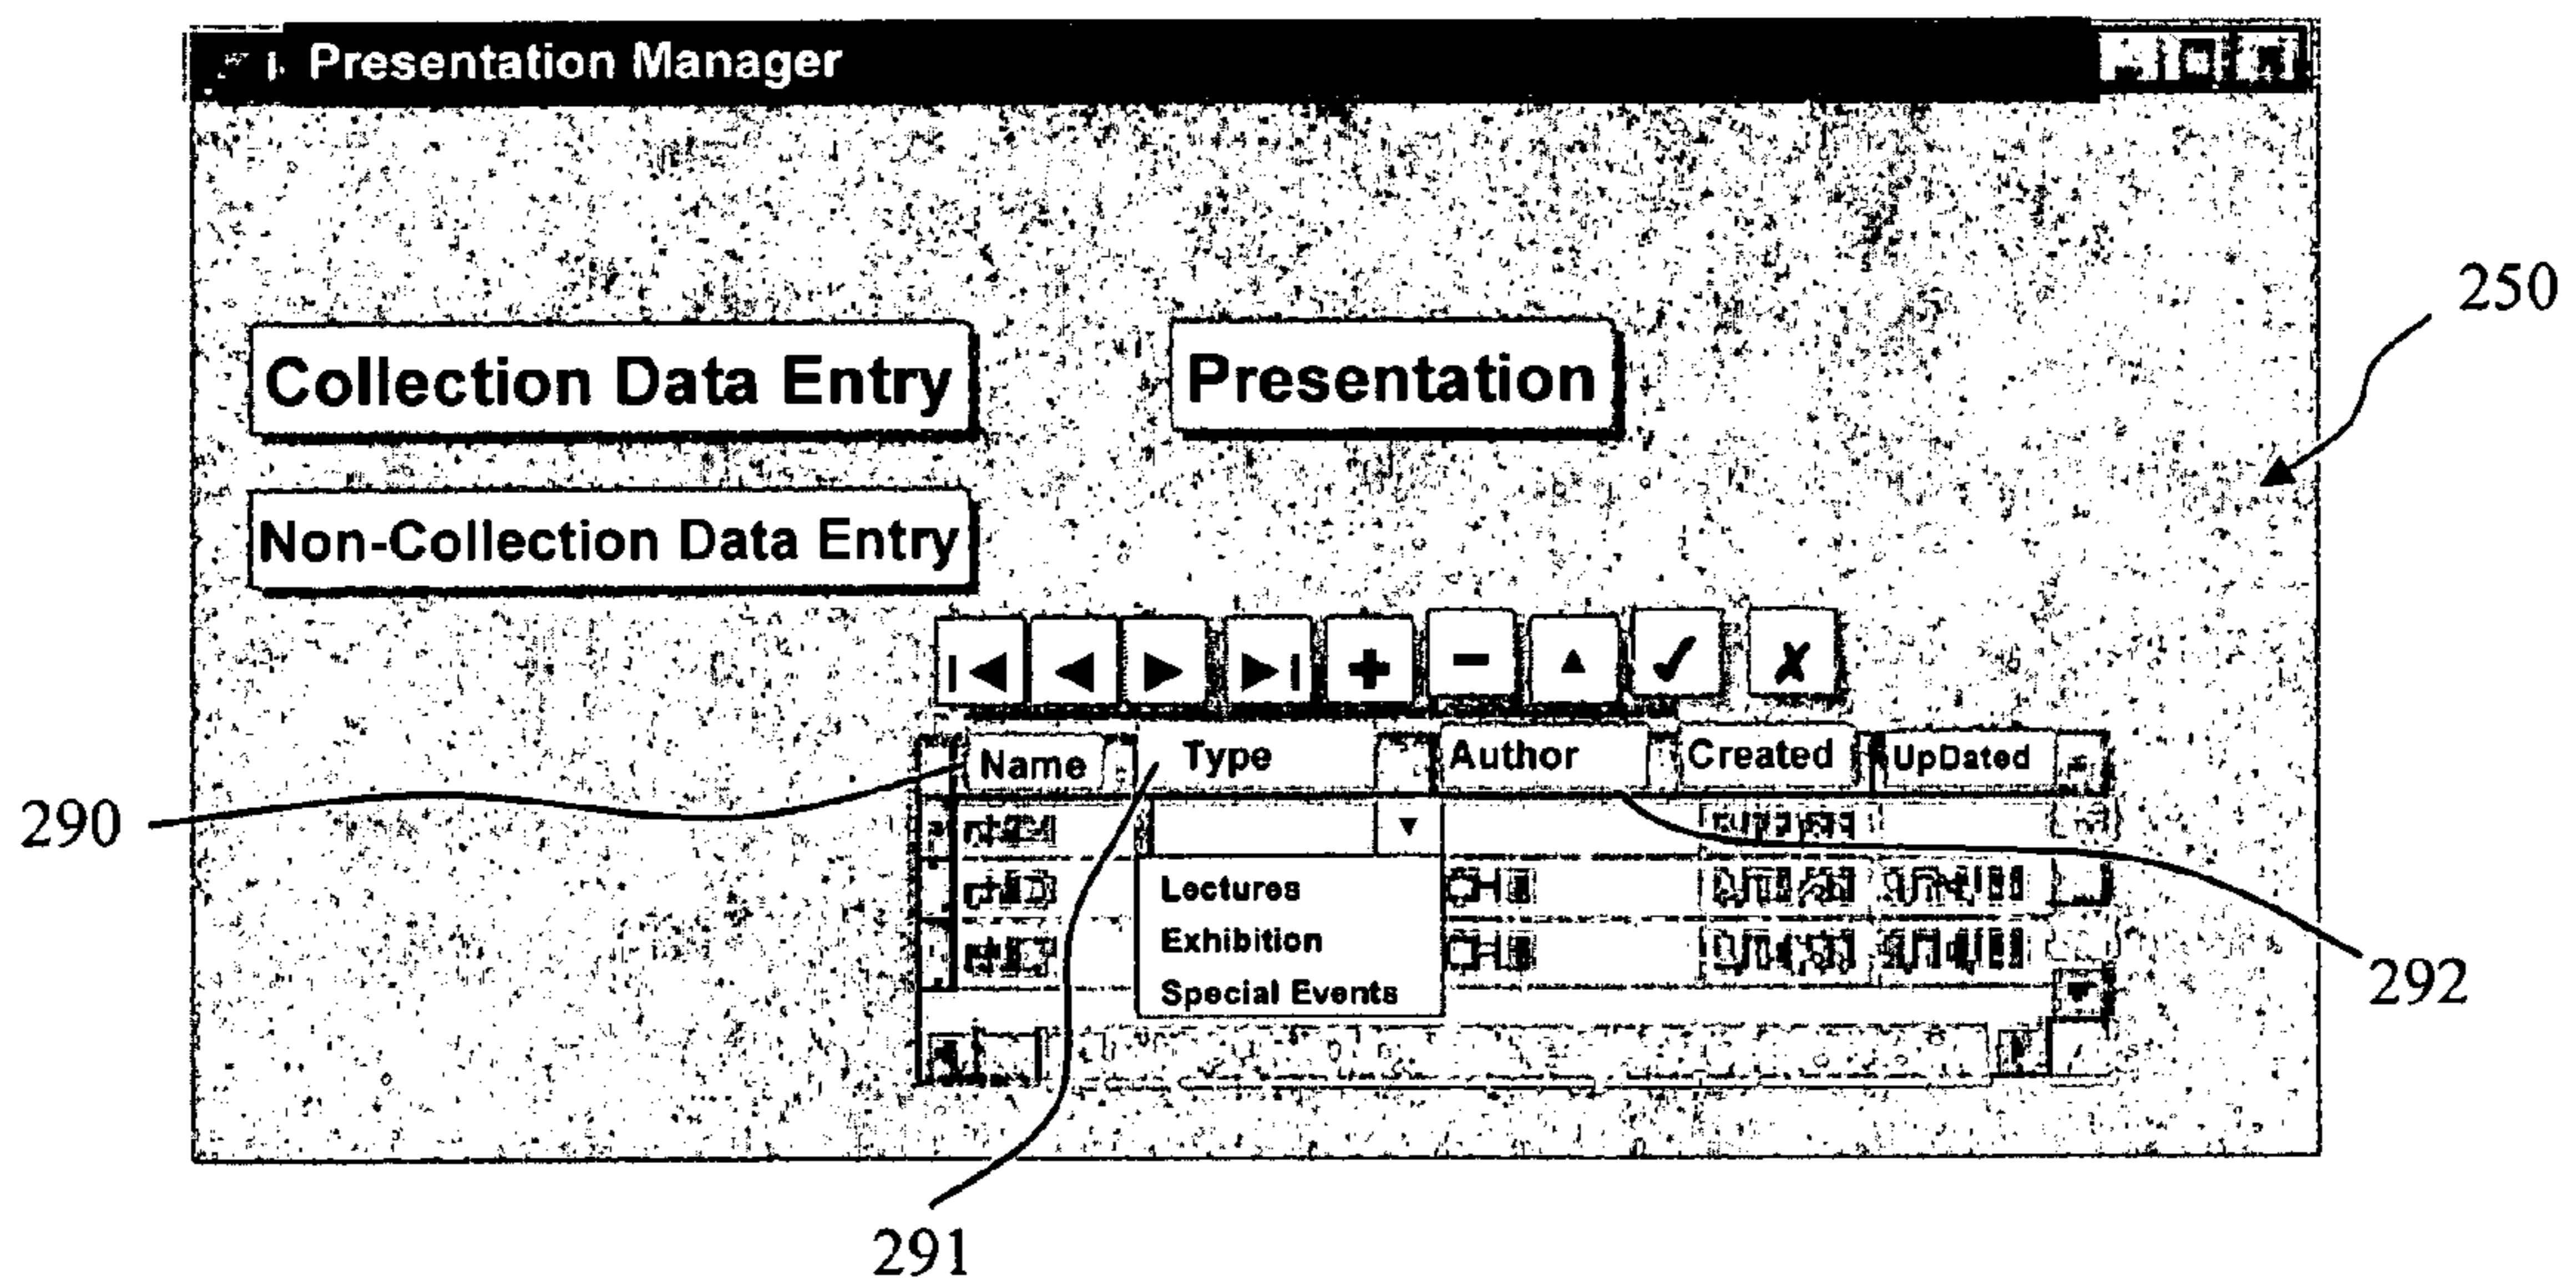 Presentation Manager
250
Collection Data Entry
Presentation
Non-Collection Data Entry
Name Type Author Created UpDated
290
Lectures
Exhibition
Special Events
292
291